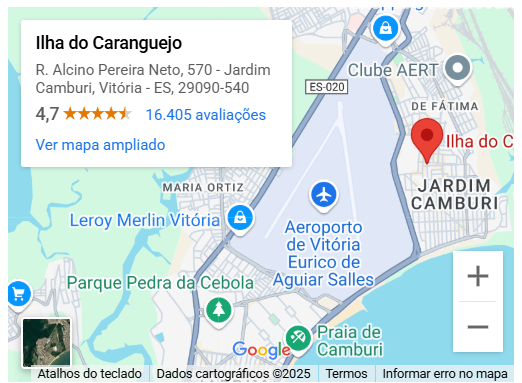 Ilha do Caranguejo
R. Alcino Pereira Neto, 570 - Jardim
Camburi, Vitória - ES, 29090-540
4,7
16.405 avaliações
Ver mapa ampliado
Clube AERT
ES-020
DE FÁTIMA
Ilha do C
JARDIM
CAMBURI
MARIA ORTIZ
Leroy Merlin Vitória
Aeroporto
de Vitória
Eurico de
Aguiar Salles
Parque Pedra da Cebola
Praia de
Camburi
+
−
Google
Atalhos do teclado
Dados cartográficos ©2025
Termos
Informar erro no mapa